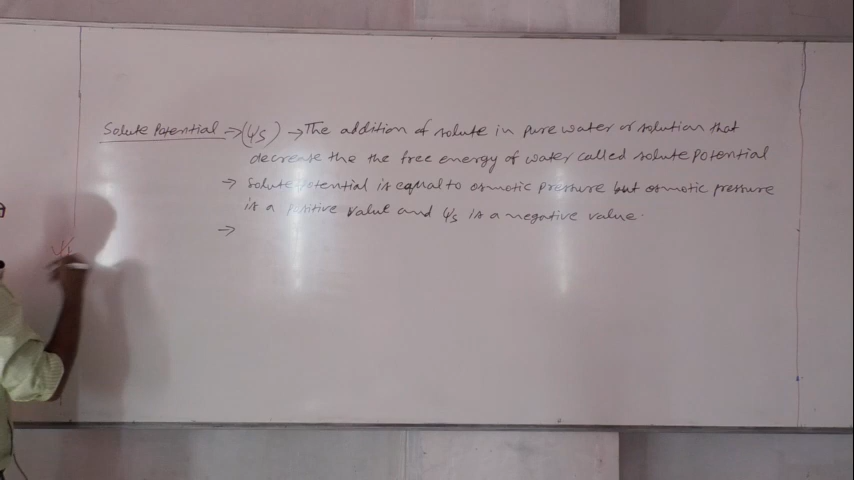 Solute Potential → (Ψs) → The addition of solute in pure water or solution that
decrease the the free energy of water called solute potential
→ Solute potential is equal to osmotic pressure but osmotic pressure
is a positive value and Ψs is a negative value.
→